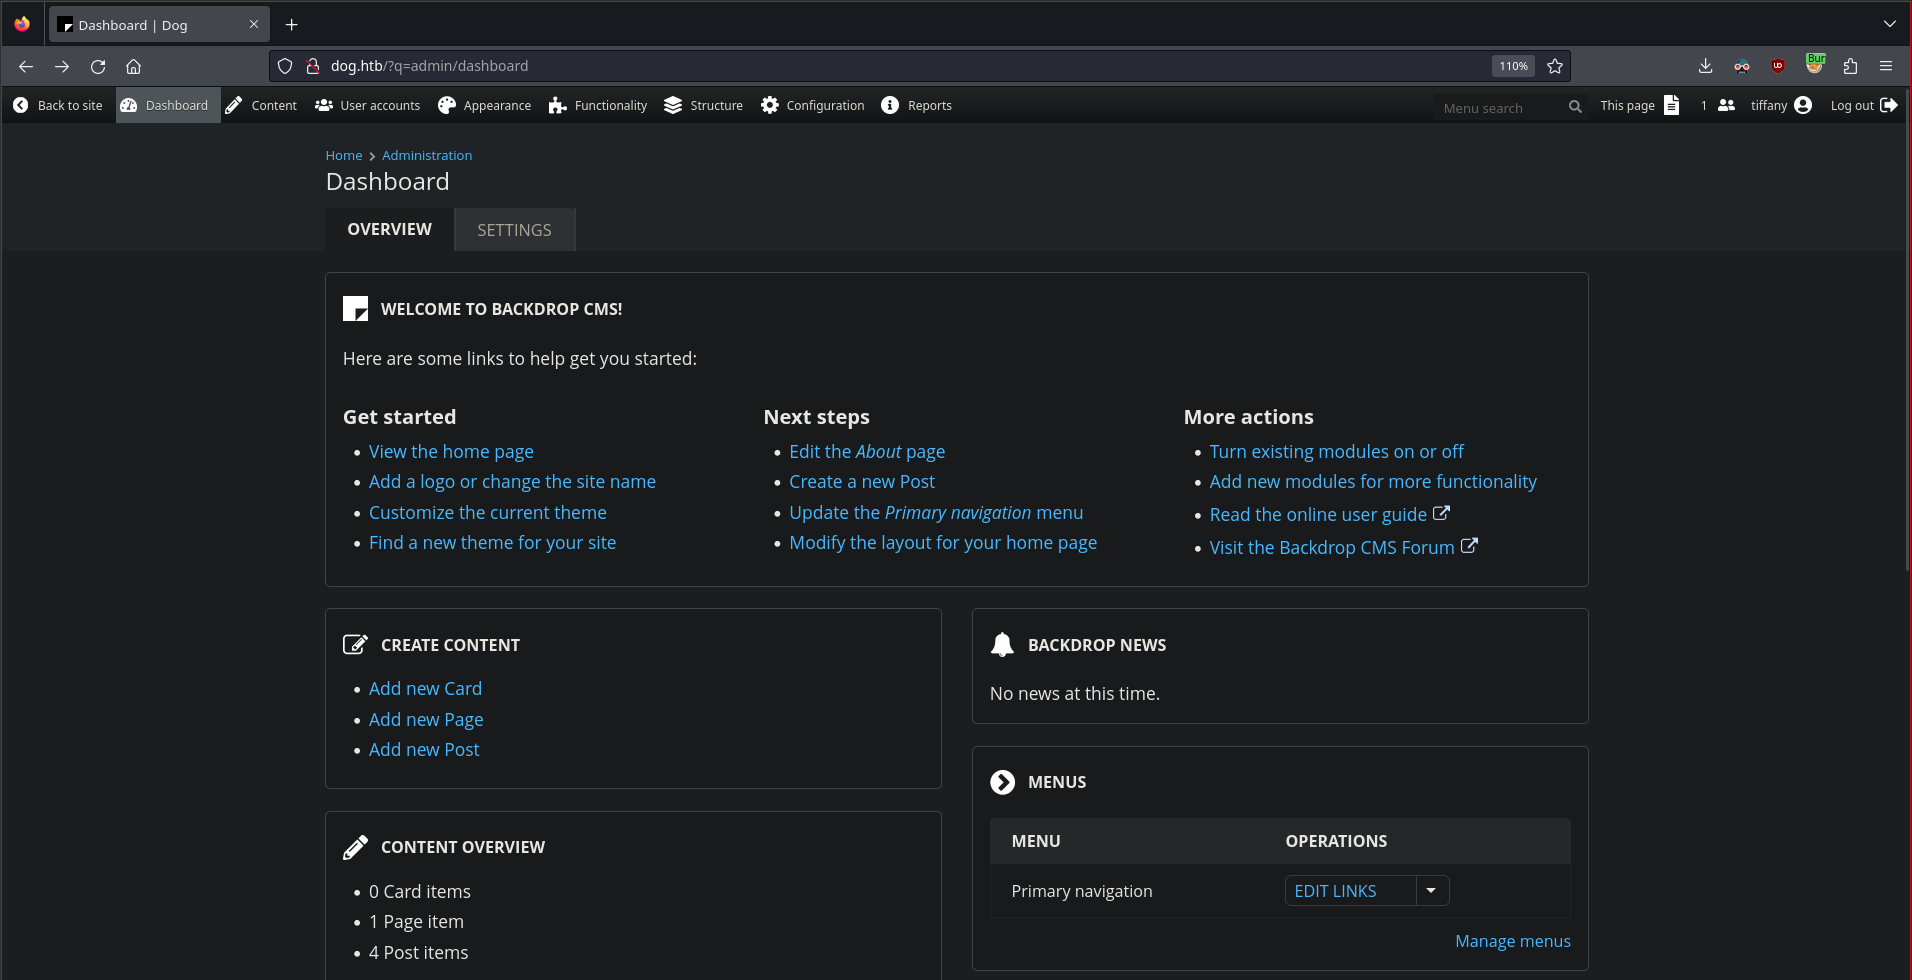 Dashboard | Dog
dog.htb/?q=admin/dashboard
110%
Bur
Back to site
Dashboard
Content
User accounts
Appearance
Functionality
Structure
Configuration
Reports
Menu search
This page
1
tiffany
Log out
Home
Administration
Dashboard
OVERVIEW
SETTINGS
WELCOME TO BACKDROP CMS!
Here are some links to help get you started:
Get started
View the home page
Add a logo or change the site name
Customize the current theme
Find a new theme for your site
Next steps
Edit the About page
Create a new Post
Update the Primary navigation menu
Modify the layout for your home page
More actions
Turn existing modules on or off
Add new modules for more functionality
Read the online user guide
Visit the Backdrop CMS Forum
CREATE CONTENT
Add new Card
Add new Page
Add new Post
CONTENT OVERVIEW
0 Card items
1 Page item
4 Post items
BACKDROP NEWS
No news at this time.
MENUS
MENU
OPERATIONS
Primary navigation
EDIT LINKS
Manage menus